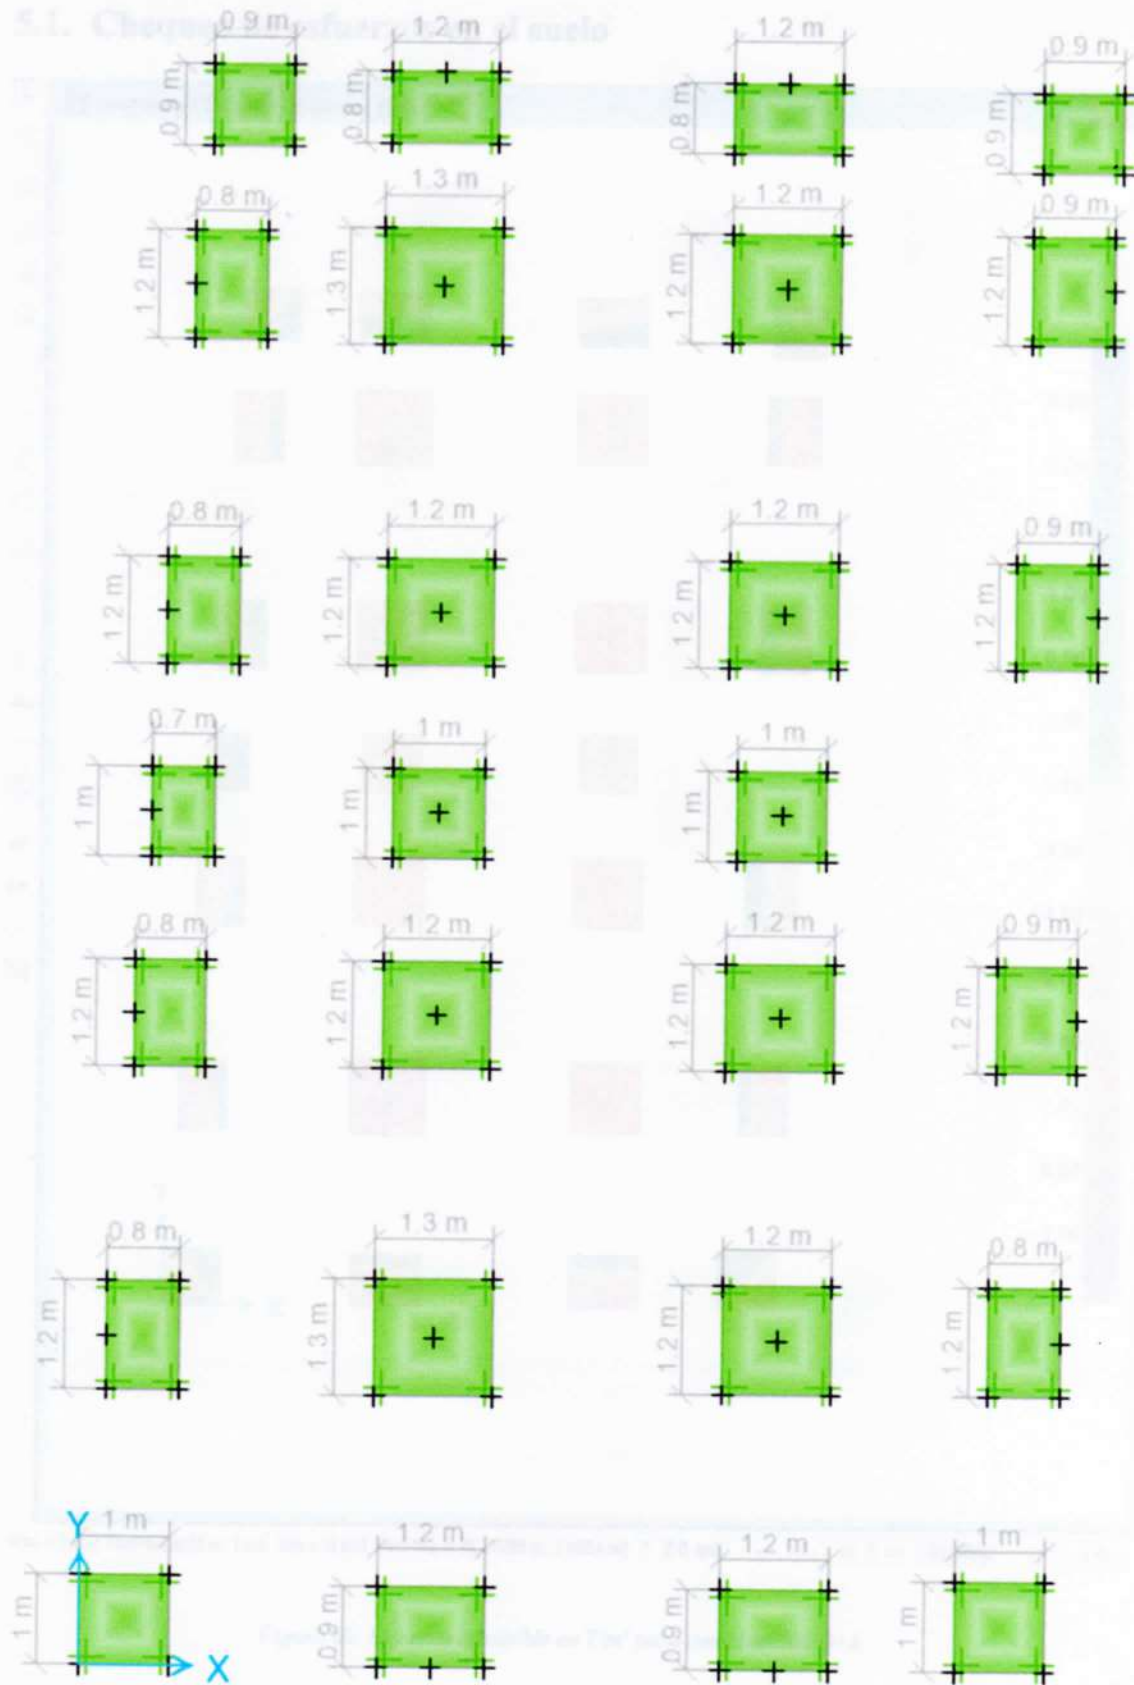 5.1. Chequeo esfuerzos el suelo
0.9 m 1.2 m 1.2 m 0.9 m
0.9 m 0.8 m 0.8 m 0.9 m
0.8 m 1.3 m 1.2 m 0.9 m
1.2 m 1.3 m 1.2 m 1.2 m
0.8 m 1.2 m 1.2 m 0.9 m
1.2 m 1.2 m 1.2 m 1.2 m
0.7 m 1 m 1 m
1 m 1 m 1 m
0.8 m 1.2 m 1.2 m 0.9 m
1.2 m 1.2 m 1.2 m 1.2 m
0.8 m 1.3 m 1.2 m 0.8 m
1.2 m 1.3 m 1.2 m 1.2 m
Y 1 m 1.2 m 1.2 m 1 m
1 m 0.9 m 0.9 m 1 m
X